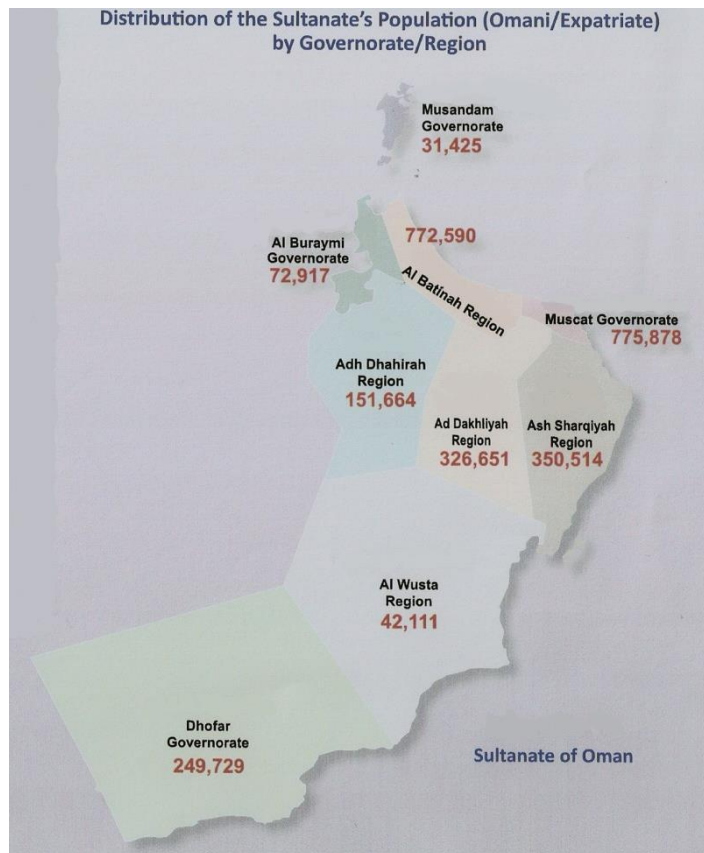 Distribution of the Sultanate's Population (Omani/Expatriate)
by Governorate/Region
Musandam
Governorate
31,425
772,590
Al Buraymi
Governorate
72,917
Al Batinah Region
Muscat Governorate
775,878
Adh Dhahirah
Region
151,664
Ad Dakhliyah
Region
326,651
Ash Sharqiyah
Region
350,514
Al Wusta
Region
42,111
Dhofar
Governorate
249,729
Sultanate of Oman